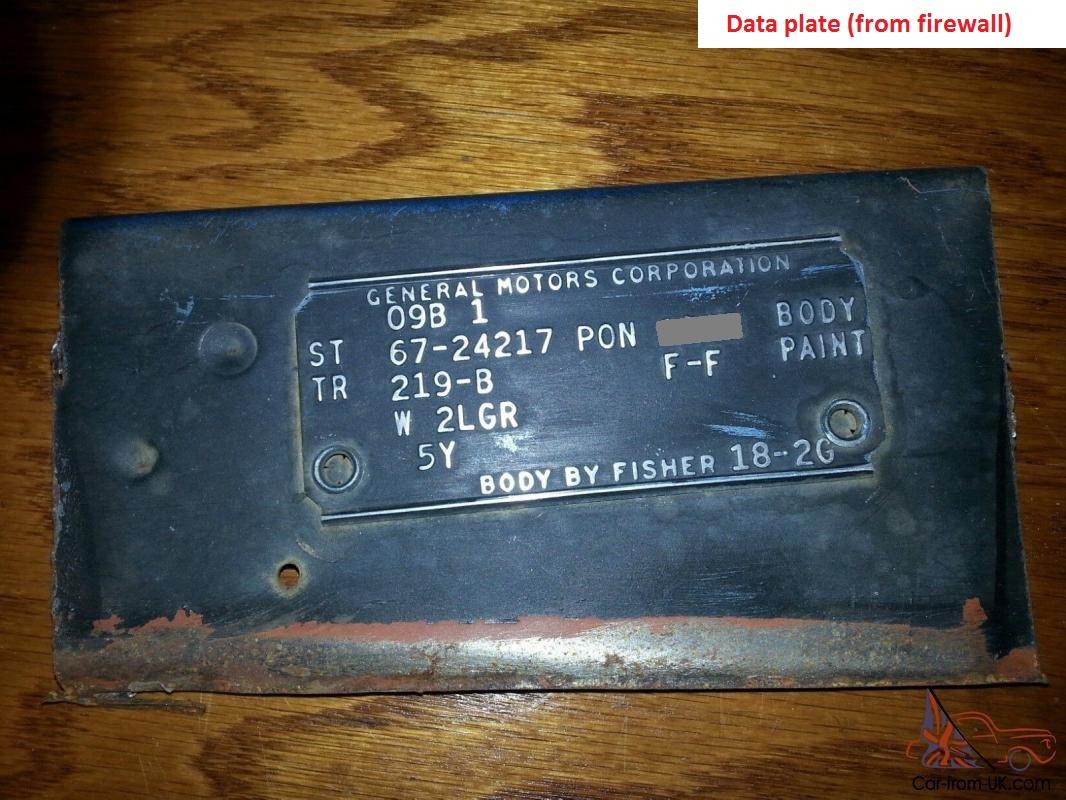 Data plate (from firewall)
GENERAL MOTORS CORPORATION
09B 1
ST 67-24217 PON BODY
TR 219-B F-F PAINT
W 2LGR
5Y
BODY BY FISHER 18-2G
Car-from-UK.com